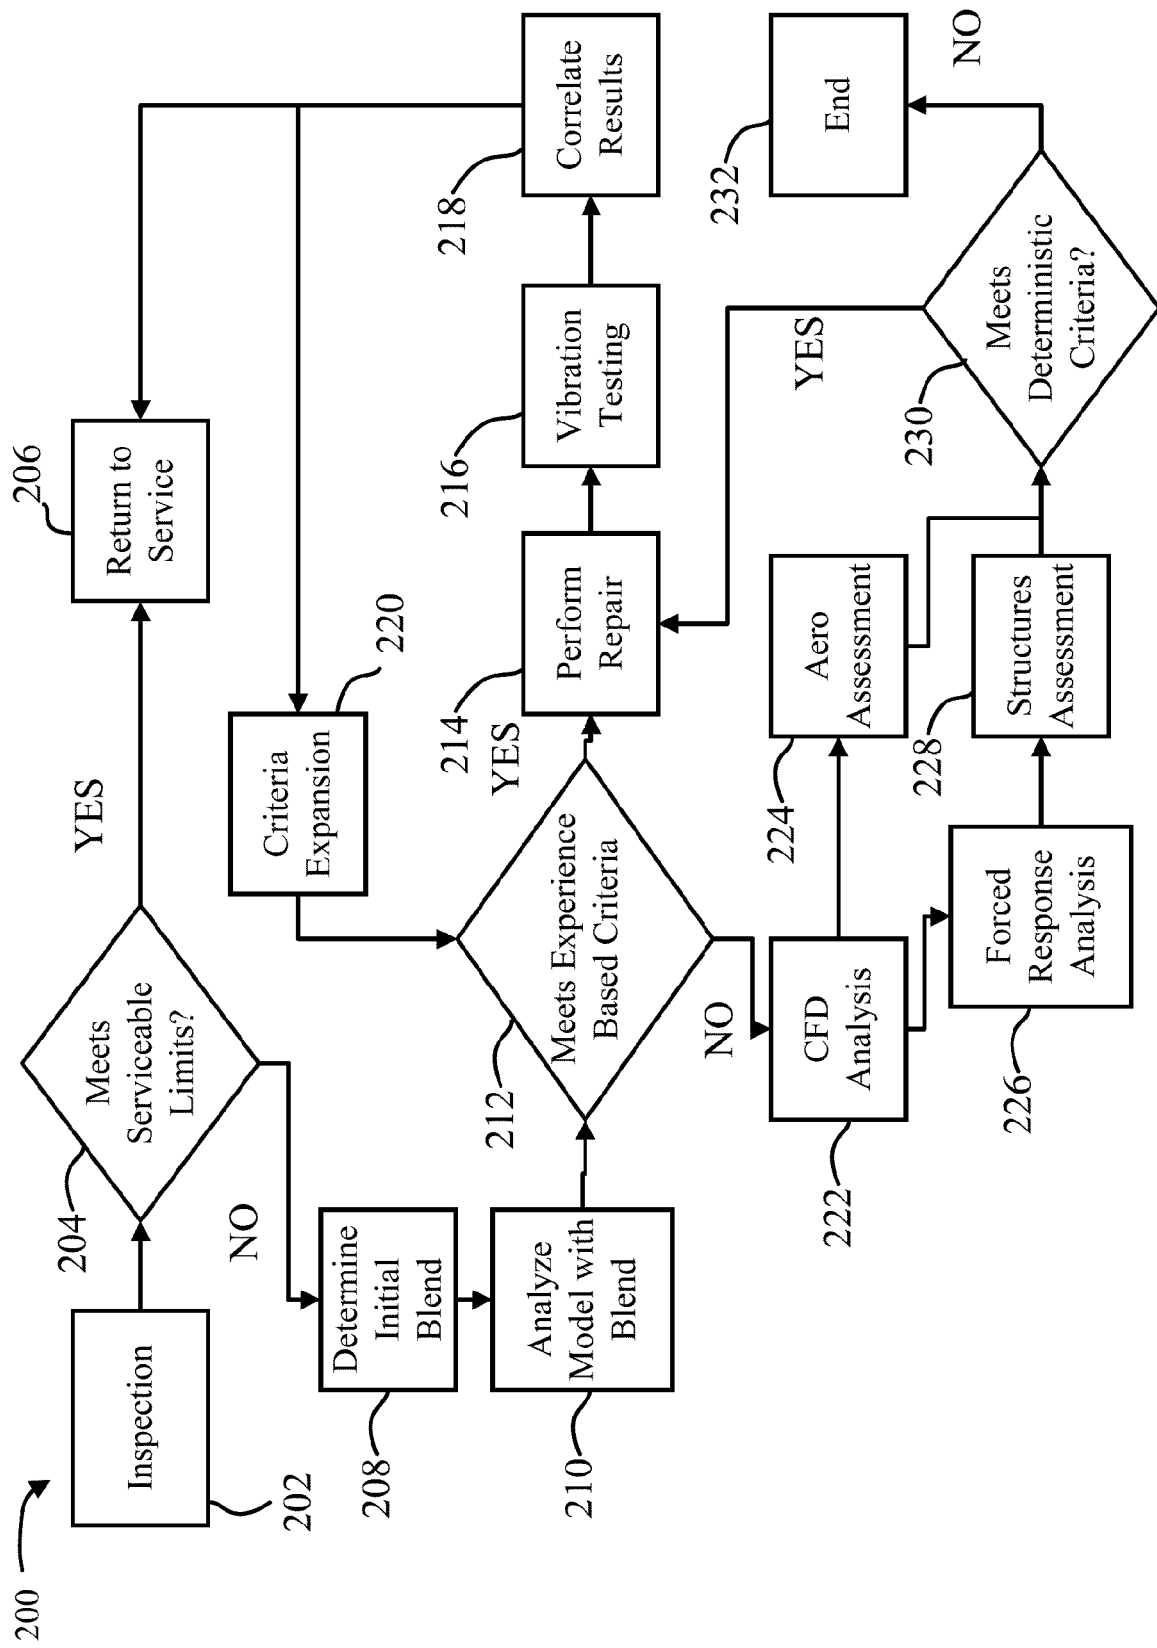 200
Inspection
202
Meets
Serviceable
Limits?
204
YES
NO
Return to
Service
206
Determine
Initial
Blend
208
Analyze
Model with
Blend
210
Criteria
Expansion
220
Meets Experience
Based Criteria
212
YES
NO
Perform
Repair
214
Vibration
Testing
216
Correlate
Results
218
CFD
Analysis
222
Aero
Assessment
224
Forced
Response
Analysis
226
Structures
Assessment
228
Meets
Deterministic
Criteria?
230
YES
NO
End
232